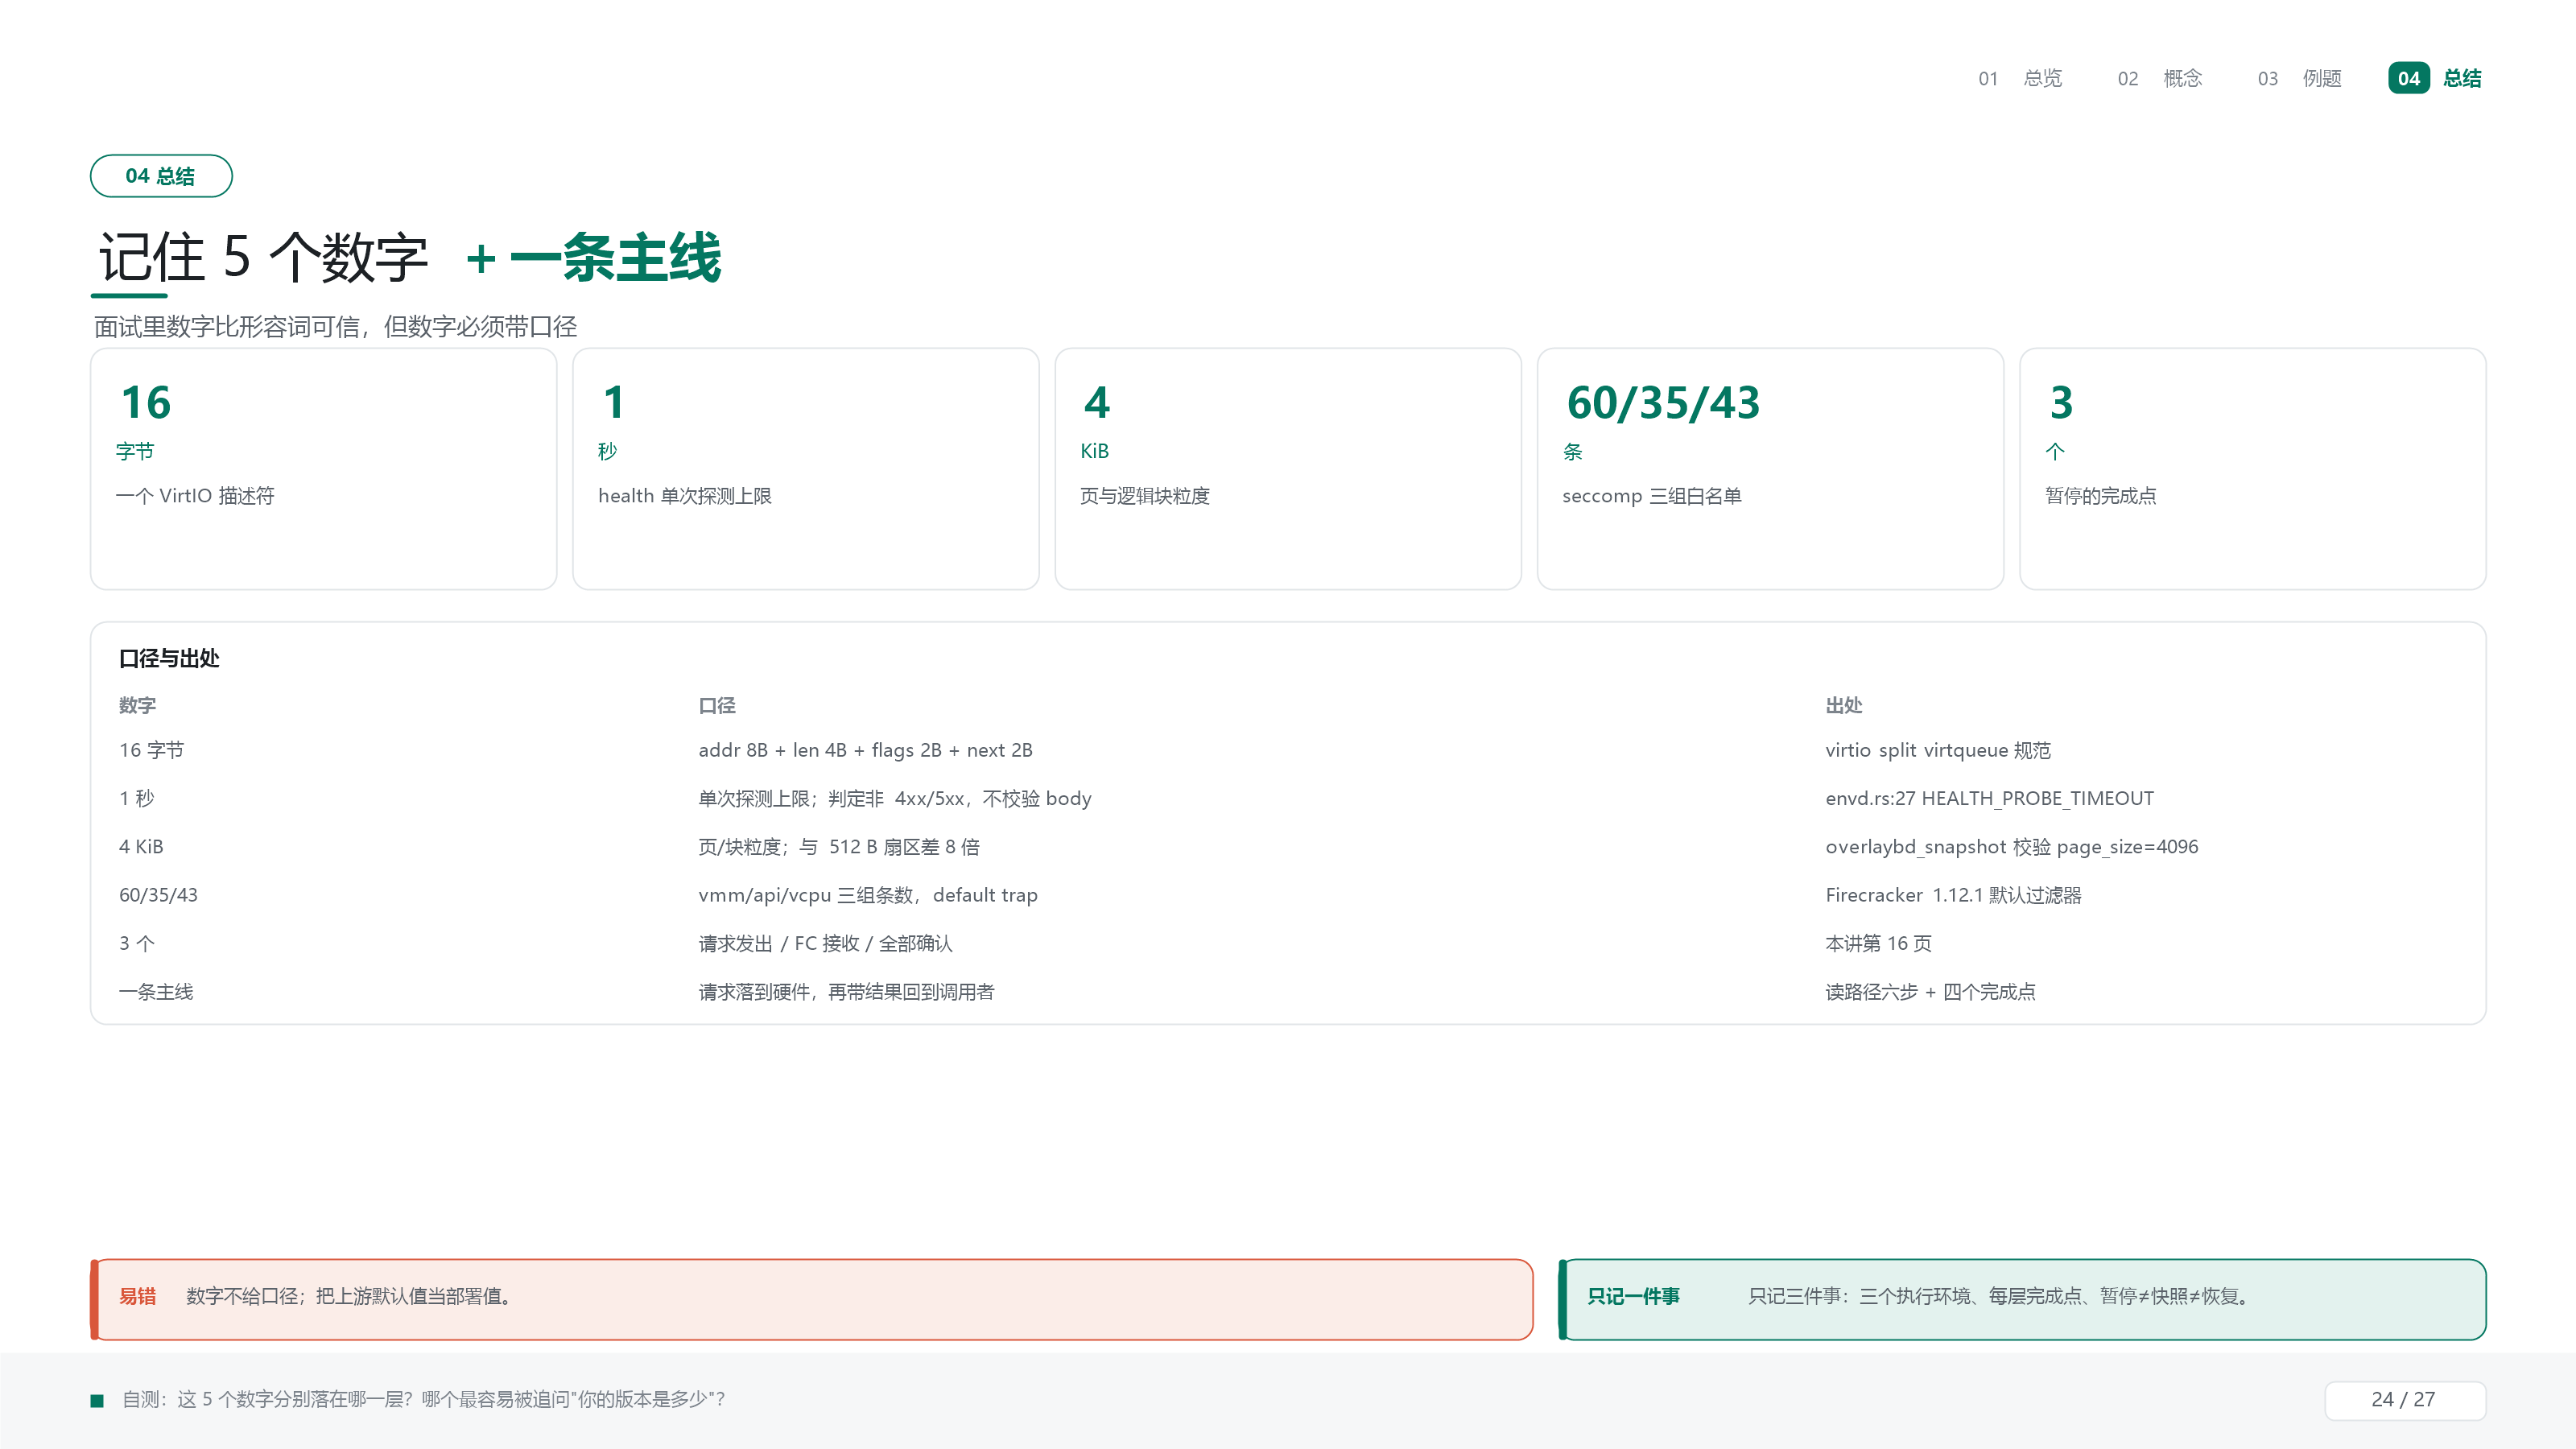 01 总览 02 概念 03 例题 04 总结
04 总结
记住 5 个数字 + 一条主线
面试里数字比形容词可信，但数字必须带口径
16
字节
一个 VirtIO 描述符
1
秒
health 单次探测上限
4
KiB
页与逻辑块粒度
60/35/43
条
seccomp 三组白名单
3
个
暂停的完成点
口径与出处
数字 口径 出处
16 字节 addr 8B + len 4B + flags 2B + next 2B virtio split virtqueue 规范
1 秒 单次探测上限；判定非 4xx/5xx，不校验 body envd.rs:27 HEALTH_PROBE_TIMEOUT
4 KiB 页/块粒度；与 512 B 扇区差 8 倍 overlaybd_snapshot 校验 page_size=4096
60/35/43 vmm/api/vcpu 三组条数，default trap Firecracker 1.12.1 默认过滤器
3 个 请求发出 / FC 接收 / 全部确认 本讲第 16 页
一条主线 请求落到硬件，再带结果回到调用者 读路径六步 + 四个完成点
易错 数字不给口径；把上游默认值当部署值。
只记一件事 只记三件事：三个执行环境、每层完成点、暂停≠快照≠恢复。
自测：这 5 个数字分别落在哪一层？哪个最容易被追问"你的版本是多少"？
24 / 27